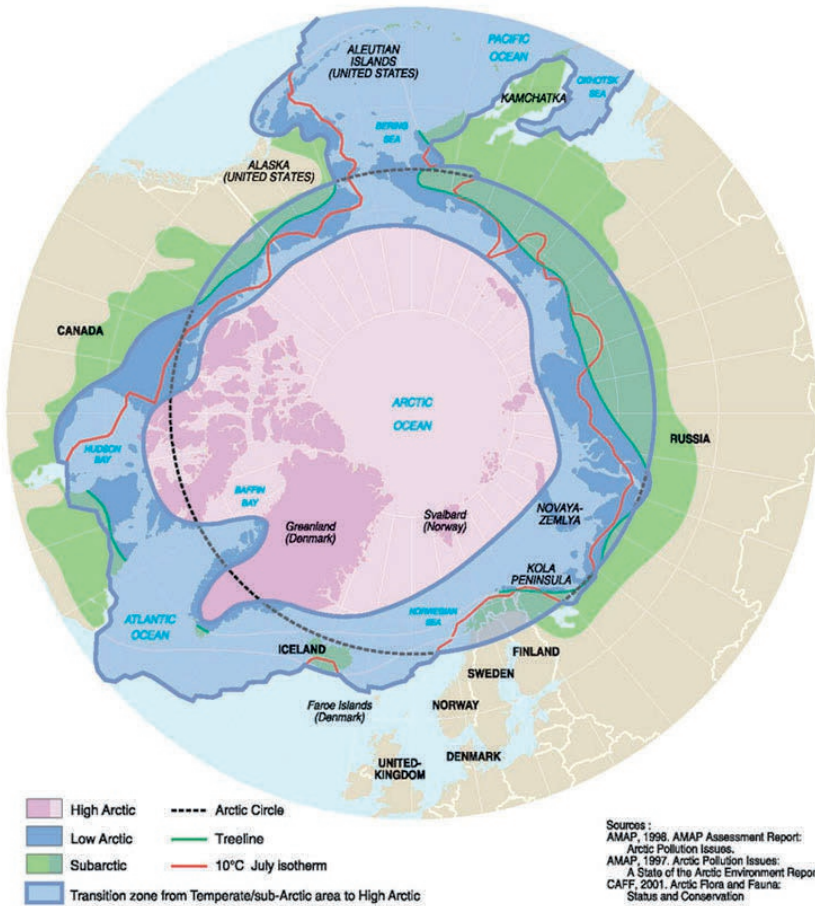 ALEUTIAN
ISLANDS
(UNITED STATES)
PACIFIC
OCEAN
OKHOTSK
SEA
KAMCHATKA
BERING
SEA
ALASKA
(UNITED STATES)
CANADA
ARCTIC
OCEAN
RUSSIA
HUDSON
BAY
BAFFIN
BAY
Greenland
(Denmark)
Svalbard
(Norway)
NOVAYA-
ZEMLYA
KOLA
PENINSULA
ATLANTIC
OCEAN
NORWEGIAN
SEA
ICELAND
FINLAND
SWEDEN
Faroe Islands
(Denmark)
NORWAY
UNITED-
KINGDOM
DENMARK
High Arctic
Arctic Circle
Low Arctic
Treeline
Subarctic
10°C July isotherm
Transition zone from Temperate/sub-Arctic area to High Arctic
Sources :
AMAP, 1998. AMAP Assessment Report:
Arctic Pollution Issues.
AMAP, 1997. Arctic Pollution Issues:
A State of the Arctic Environment Repor
CAFF, 2001. Arctic Flora and Fauna:
Status and Conservation